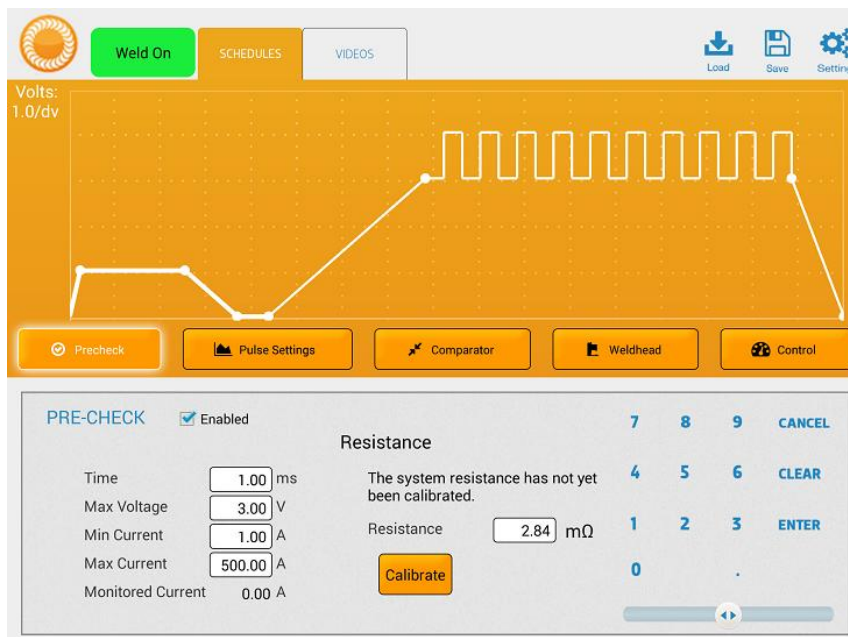 Weld On
SCHEDULES
VIDEOS
Load
Save
Setting
Volts:
1.0/dv
Precheck
Pulse Settings
Comparator
Weldhead
Control
PRE-CHECK
Enabled
Time 1.00 ms
Max Voltage 3.00 V
Min Current 1.00 A
Max Current 500.00 A
Monitored Current 0.00 A
Resistance
The system resistance has not yet
been calibrated.
Resistance 2.84 mΩ
Calibrate
7 8 9 CANCEL
4 5 6 CLEAR
1 2 3 ENTER
0 .